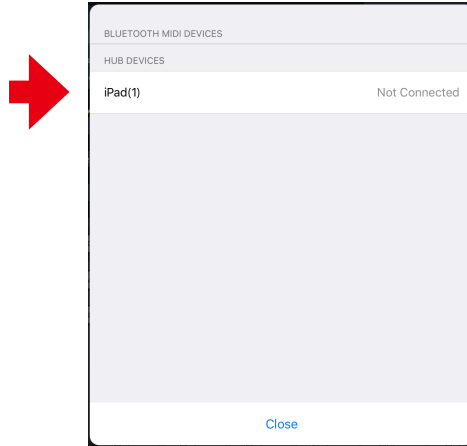 BLUETOOTH MIDI DEVICES
HUB DEVICES
iPad(1) Not Connected
Close